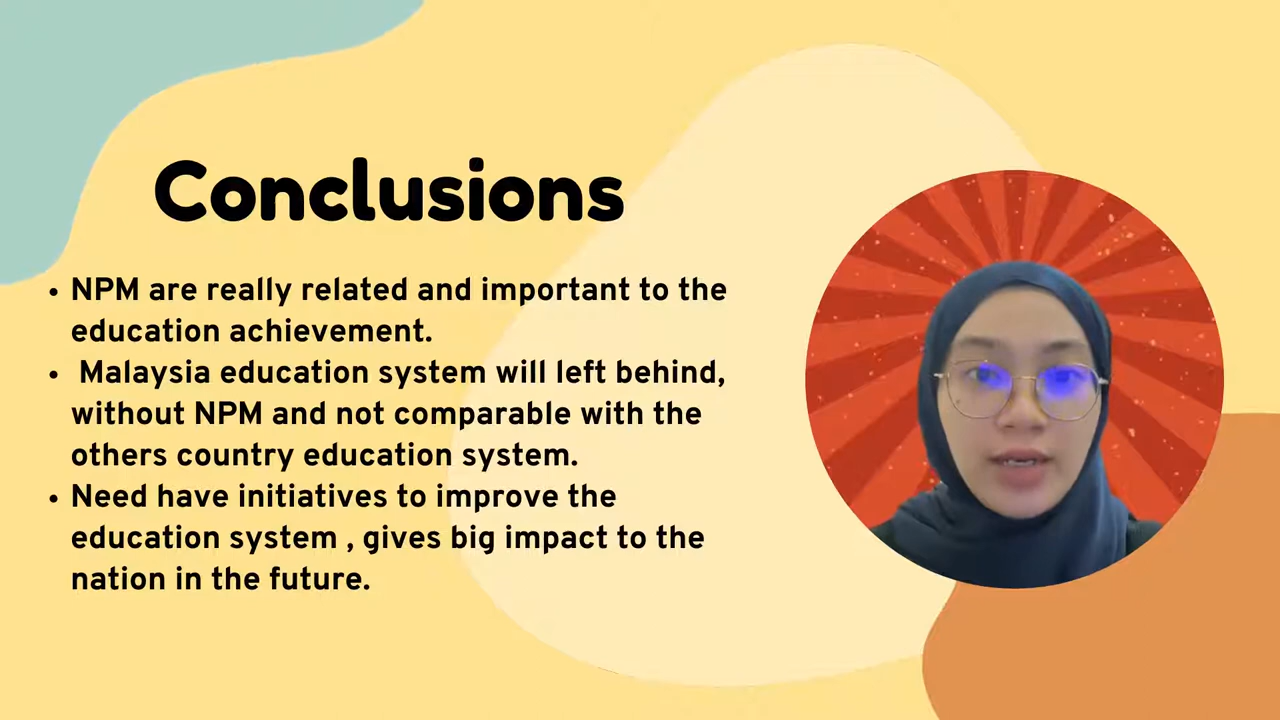 Conclusions
• NPM are really related and important to the
education achievement.
• Malaysia education system will left behind,
without NPM and not comparable with the
others country education system.
• Need have initiatives to improve the
education system , gives big impact to the
nation in the future.